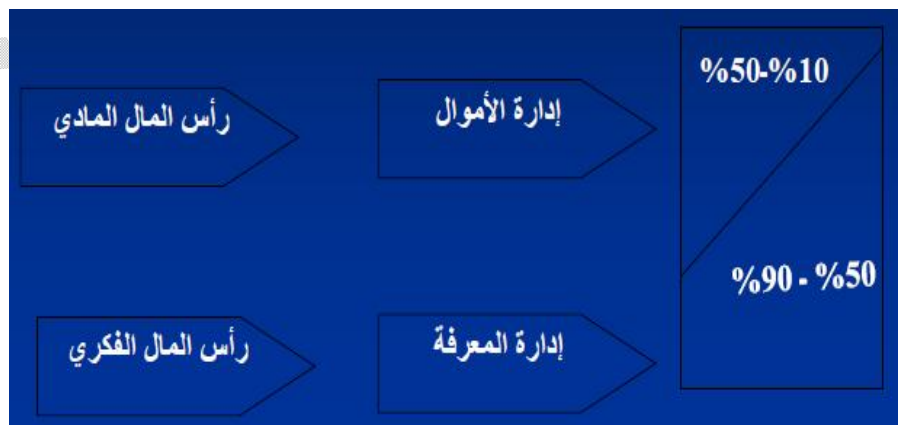 رأس المال المادي
إدارة الأموال
%50-%10
رأس المال الفكري
إدارة المعرفة
%90 - %50